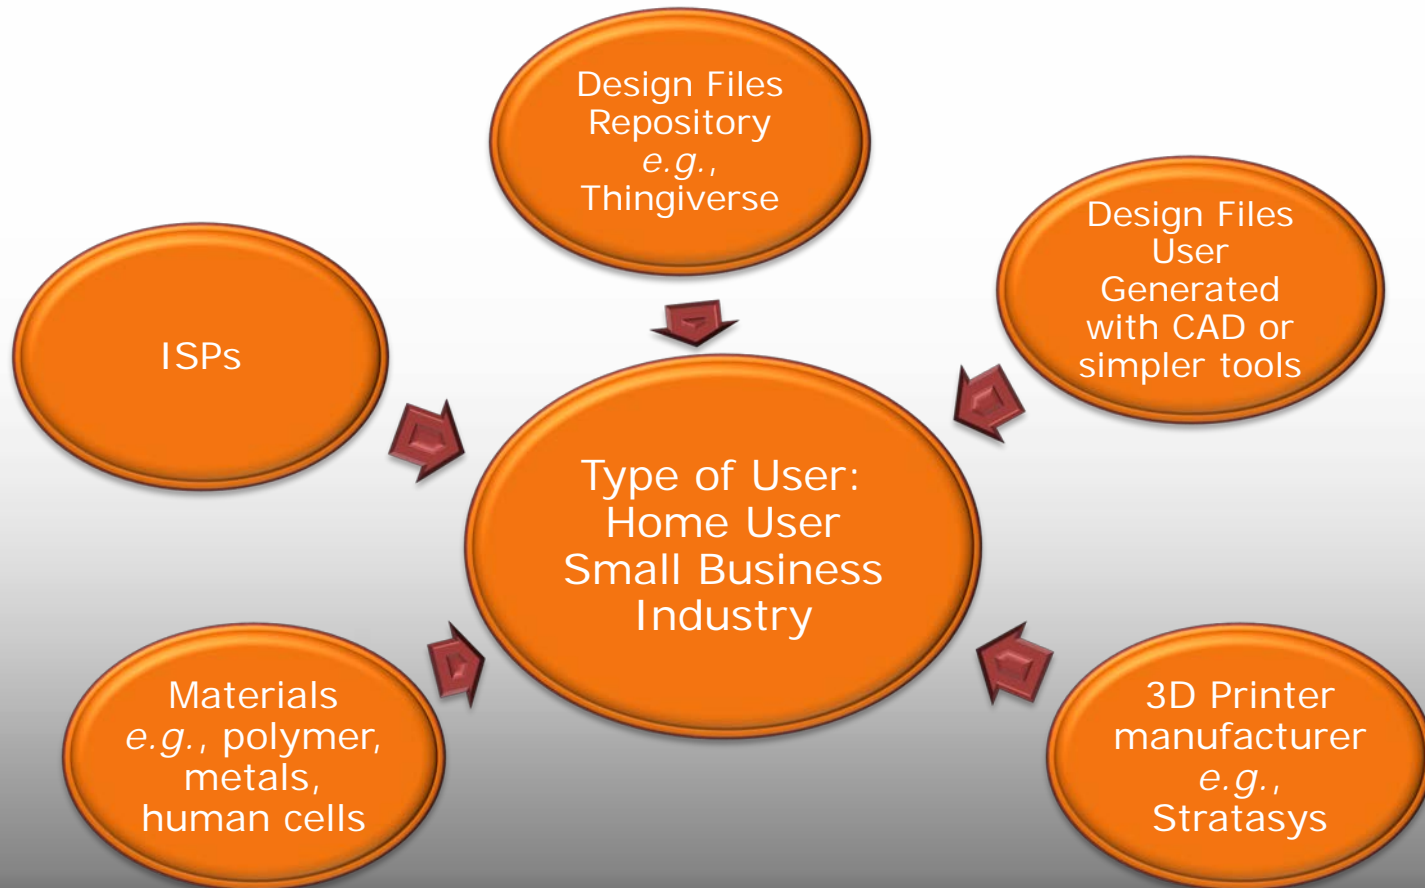 Design Files
Repository
e.g.,
Thingiverse
Design Files
User
Generated
with CAD or
simpler tools
ISPs
Type of User:
Home User
Small Business
Industry
Materials
e.g., polymer,
metals,
human cells
3D Printer
manufacturer
e.g.,
Stratasys